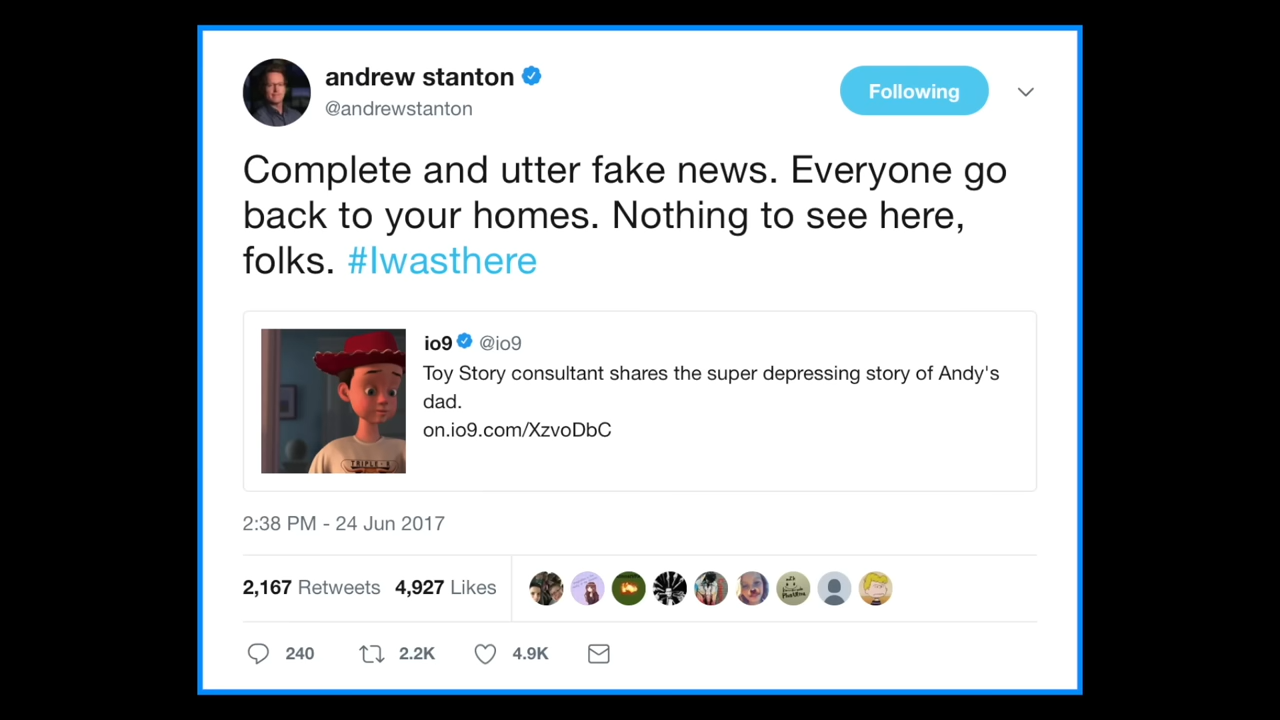 andrew stanton
@andrewstanton
Following
Complete and utter fake news. Everyone go
back to your homes. Nothing to see here,
folks. #Iwasthere
io9 @io9
Toy Story consultant shares the super depressing story of Andy's
dad.
on.io9.com/XzvoDbC
TRIPLE-R
2:38 PM - 24 Jun 2017
2,167 Retweets 4,927 Likes
240 2.2K 4.9K